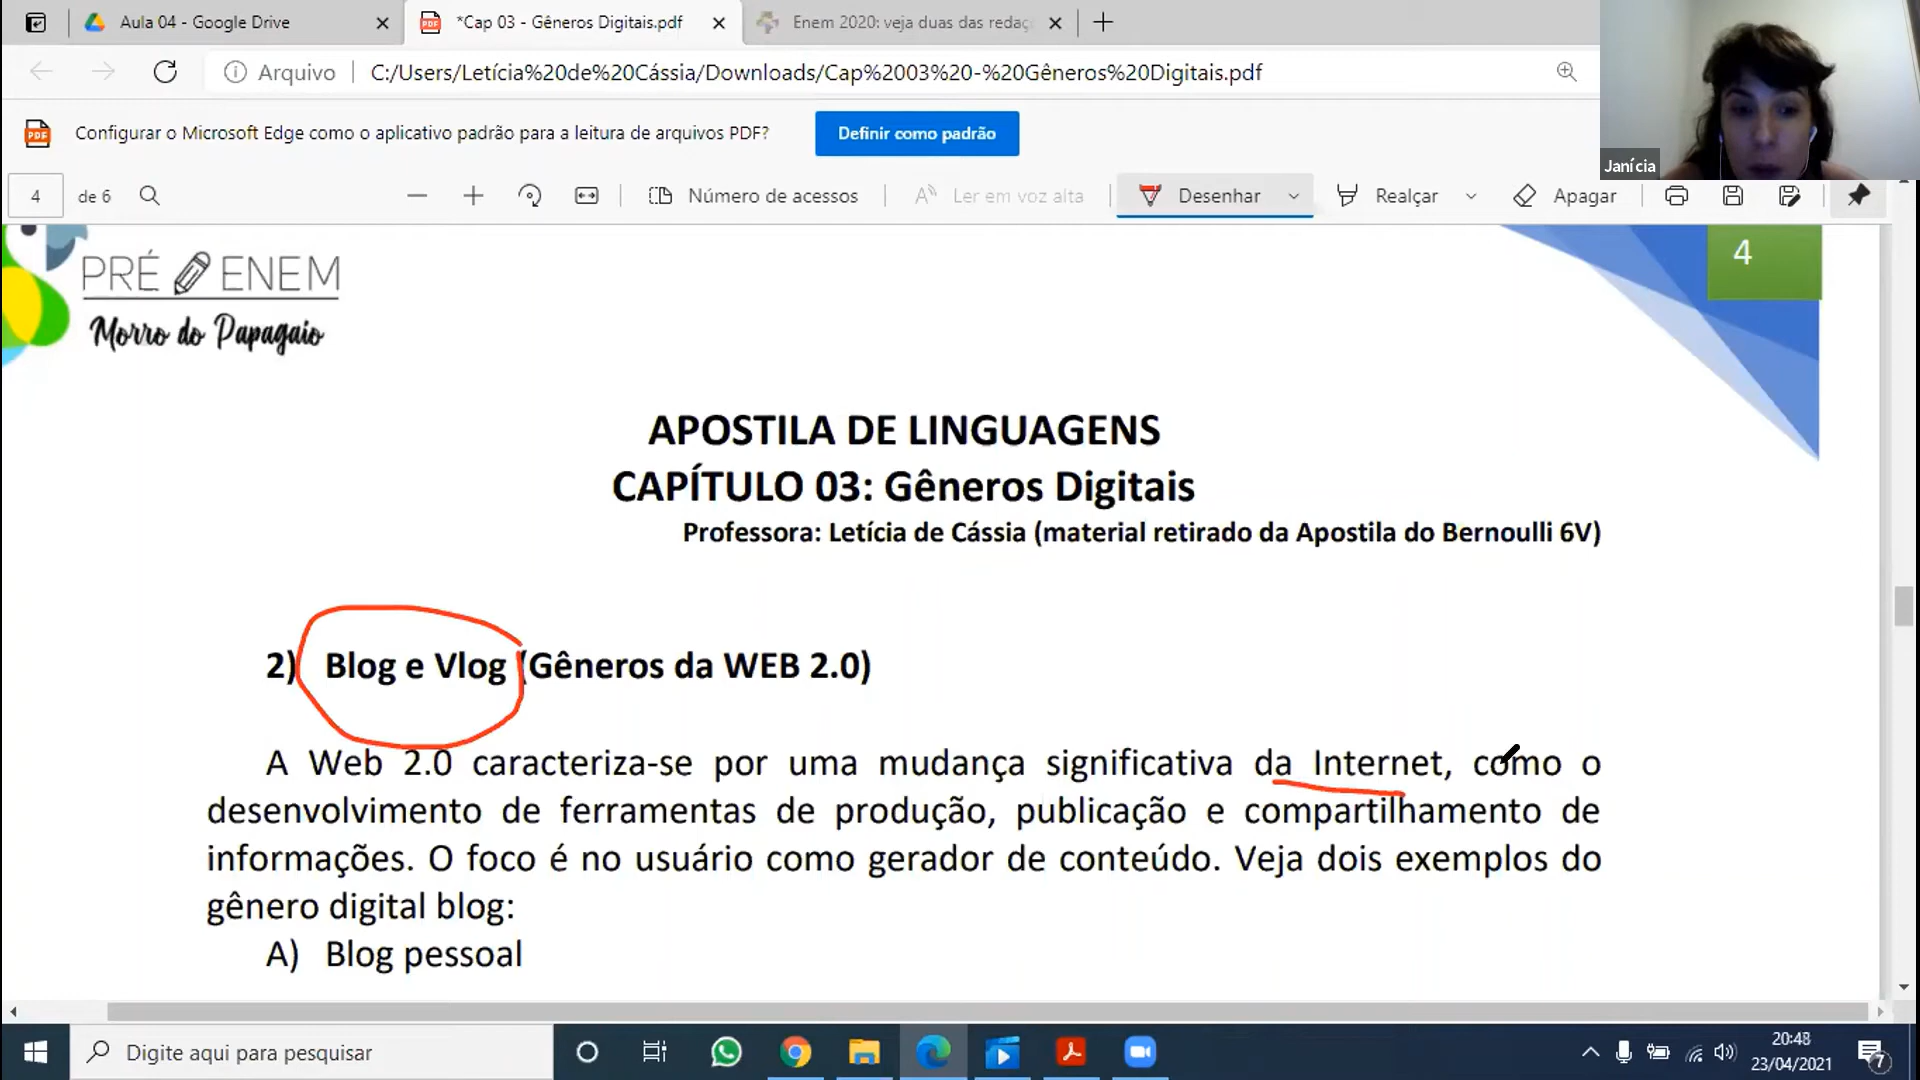 Aula 04 - Google Drive
*Cap 03 - Gêneros Digitais.pdf
Enem 2020: veja duas das redaç
Arquivo
C:/Users/Letícia%20de%20Cássia/Downloads/Cap%2003%20-%20Gêneros%20Digitais.pdf
Janícia
PDF
Configurar o Microsoft Edge como o aplicativo padrão para a leitura de arquivos PDF?
Definir como padrão
4
de 6
Número de acessos
Ler em voz alta
Desenhar
Realçar
Apagar
PRÉ ENEM
Morro do Papagaio
4
APOSTILA DE LINGUAGENS
CAPÍTULO 03: Gêneros Digitais
Professora: Letícia de Cássia (material retirado da Apostila do Bernoulli 6V)
2) Blog e Vlog (Gêneros da WEB 2.0)
A Web 2.0 caracteriza-se por uma mudança significativa da Internet, como o
desenvolvimento de ferramentas de produção, publicação e compartilhamento de
informações. O foco é no usuário como gerador de conteúdo. Veja dois exemplos do
gênero digital blog:
A) Blog pessoal
Digite aqui para pesquisar
20:48
23/04/2021
7